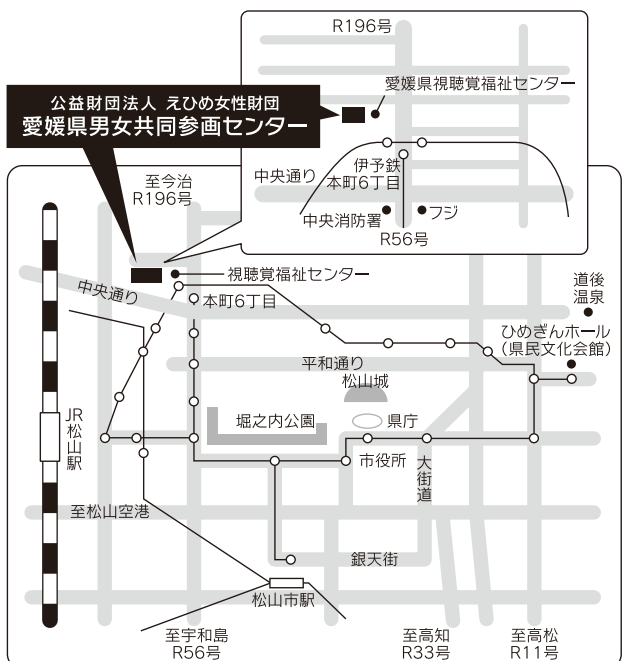 R196号
愛媛県視聴覚福祉センター
公益財団法人 えひめ女性財団
愛媛県男女共同参画センター
伊予鉄
本町6丁目
中央通り
中央消防署
フジ
R56号
至今治
R196号
視聴覚福祉センター
中央通り
本町6丁目
道後
温泉
ひめぎんホール
（県民文化会館）
平和通り
松山城
堀之内公園
県庁
JR
松山駅
市役所
大街道
至松山空港
銀天街
松山市駅
至宇和島
R56号
至高知
R33号
至高松
R11号